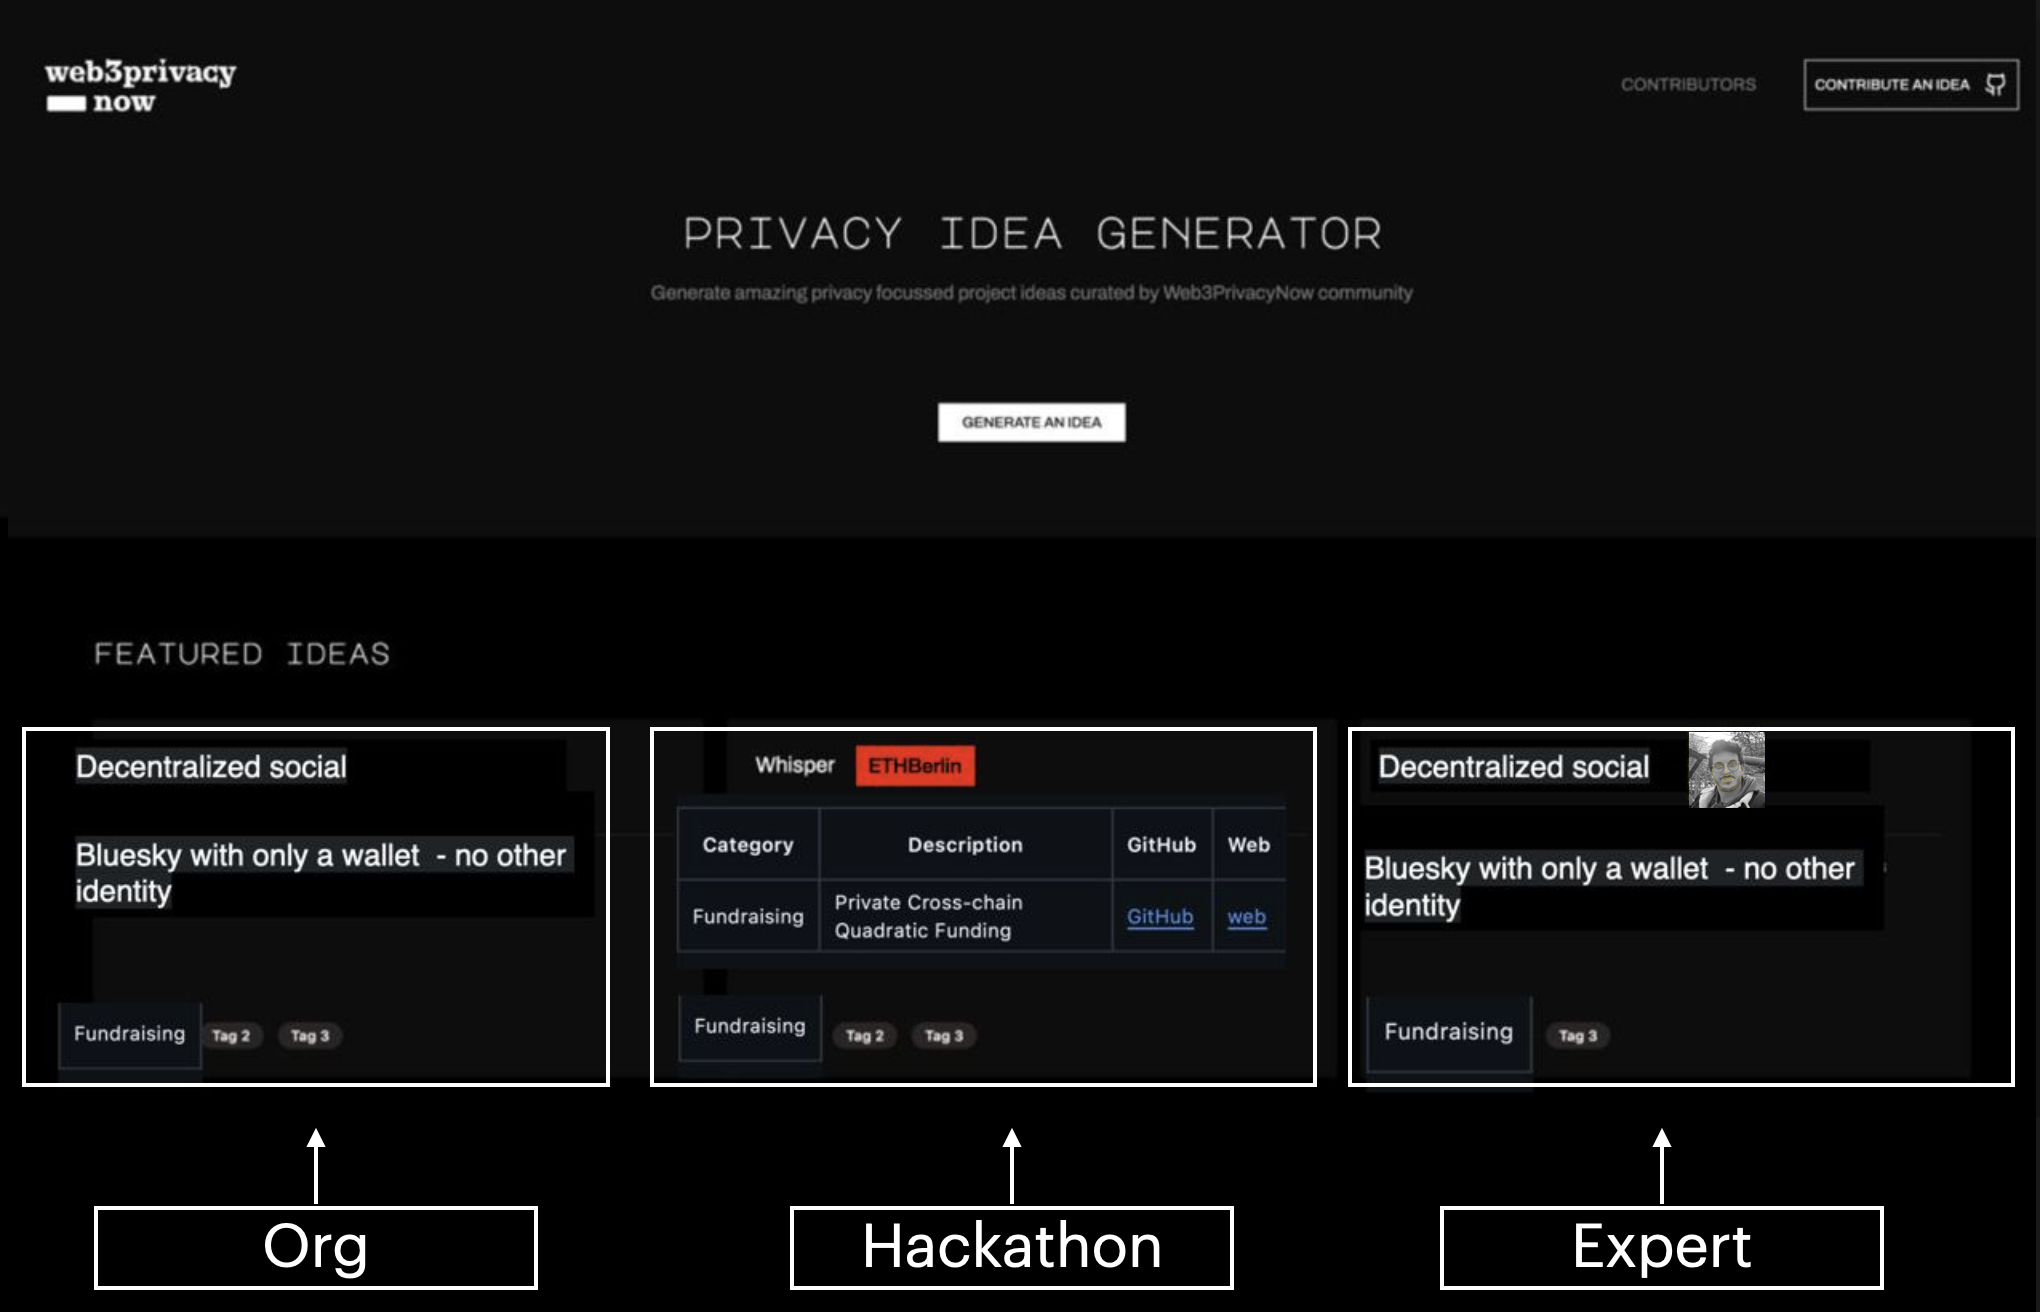 web3privacy
now
CONTRIBUTORS
CONTRIBUTE AN IDEA
PRIVACY IDEA GENERATOR
Generate amazing privacy focussed project ideas curated by Web3PrivacyNow community
GENERATE AN IDEA
FEATURED IDEAS
Decentralized social
Bluesky with only a wallet - no other
identity
Fundraising Tag 2 Tag 3
Whisper ETHBerlin
Category Description GitHub Web
Fundraising Private Cross-chain
Quadratic Funding GitHub web
Fundraising Tag 2 Tag 3
Decentralized social
Bluesky with only a wallet - no other
identity
Fundraising Tag 3
Org
Hackathon
Expert